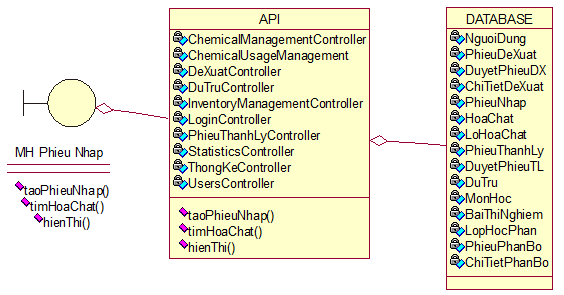 MH Phieu Nhap
taoPhieuNhap()
timHoaChat()
hienThi()
API
ChemicalManagementController
ChemicalUsageManagement
DeXuatController
DuTruController
InventoryManagementController
LoginController
PhieuThanhLyController
StatisticsController
ThongKeController
UsersController
taoPhieuNhap()
timHoaChat()
hienThi()
DATABASE
NguoiDung
PhieuDeXuat
DuyetPhieuDX
ChiTietDeXuat
PhieuNhap
HoaChat
LoHoaChat
PhieuThanhLy
DuyetPhieuTL
DuTru
MonHoc
BaiThiNghiem
LopHocPhan
PhieuPhanBo
ChiTietPhanBo